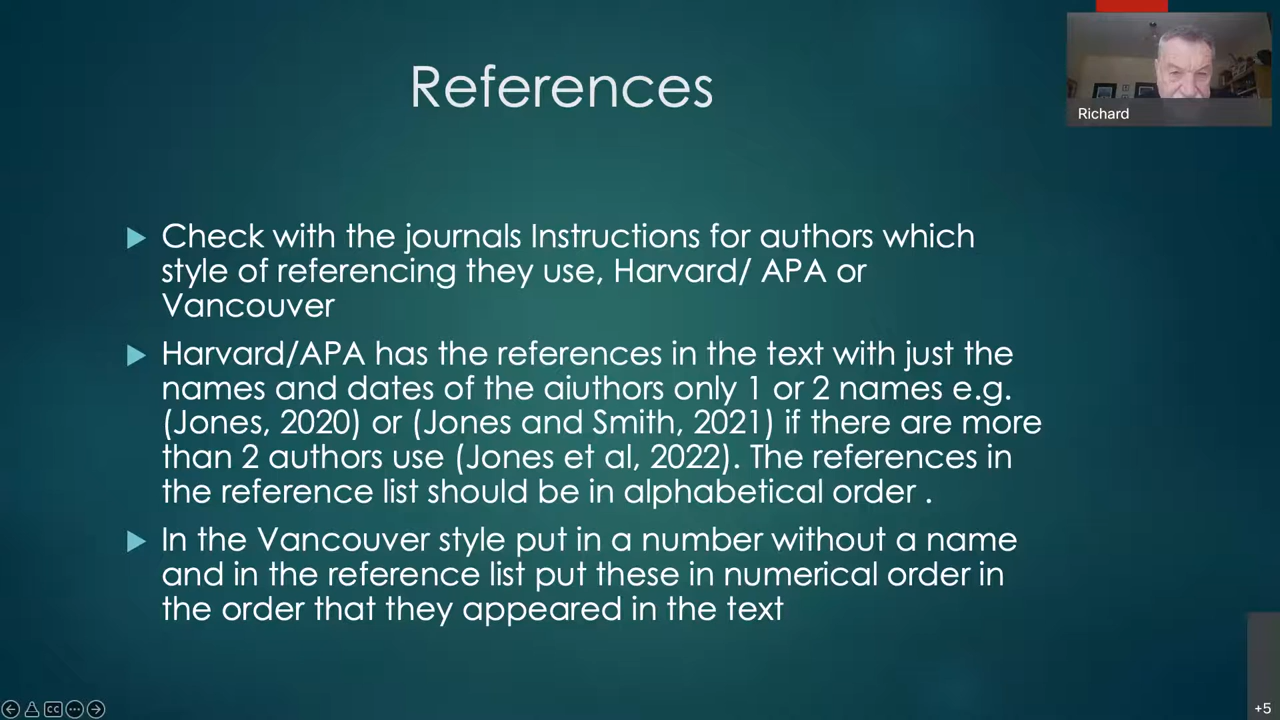 References
Richard
Check with the journals Instructions for authors which
style of referencing they use, Harvard/ APA or
Vancouver
Harvard/APA has the references in the text with just the
names and dates of the aiuthors only 1 or 2 names e.g.
(Jones, 2020) or (Jones and Smith, 2021) if there are more
than 2 authors use (Jones et al, 2022). The references in
the reference list should be in alphabetical order .
In the Vancouver style put in a number without a name
and in the reference list put these in numerical order in
the order that they appeared in the text
CC
+5